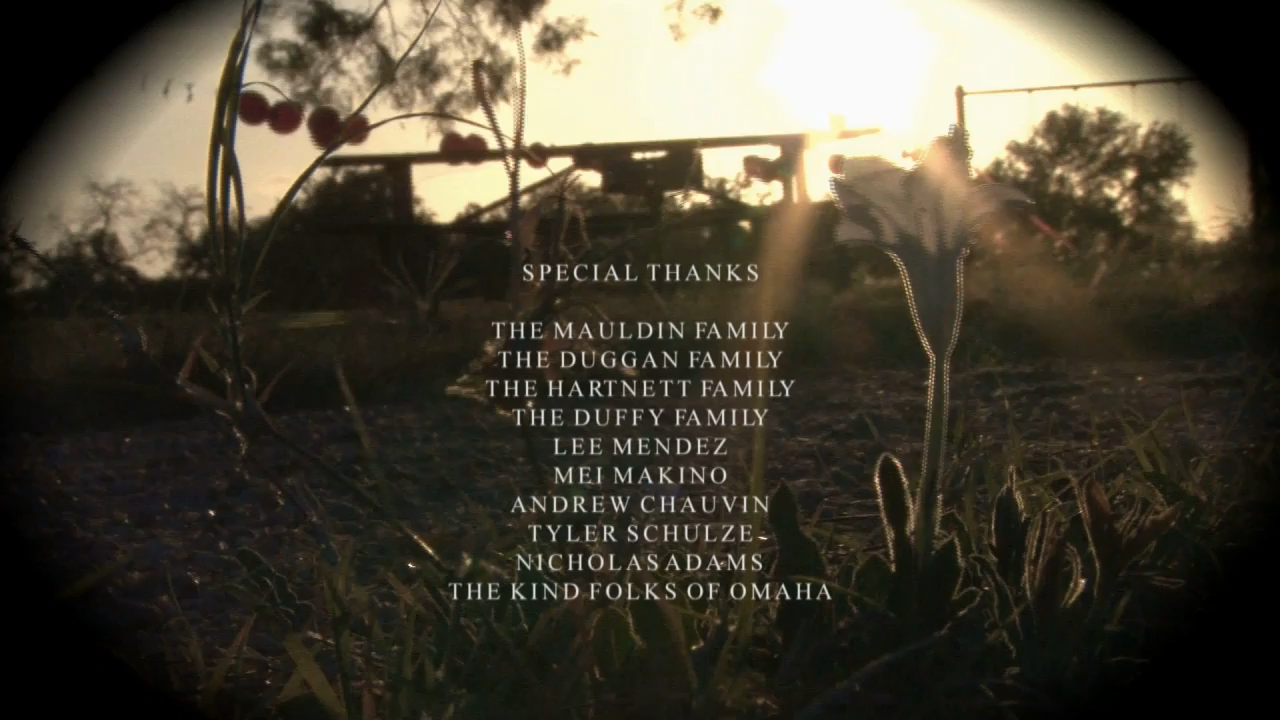 SPECIAL THANKS
THE MAULDIN FAMILY
THE DUGGAN FAMILY
THE HARTNETT FAMILY
THE DUFFY FAMILY
LEE MENDEZ
MEI MAKINO
ANDREW CHAUVIN
TYLER SCHULZE
NICHOLAS ADAMS
THE KIND FOLKS OF OMAHA